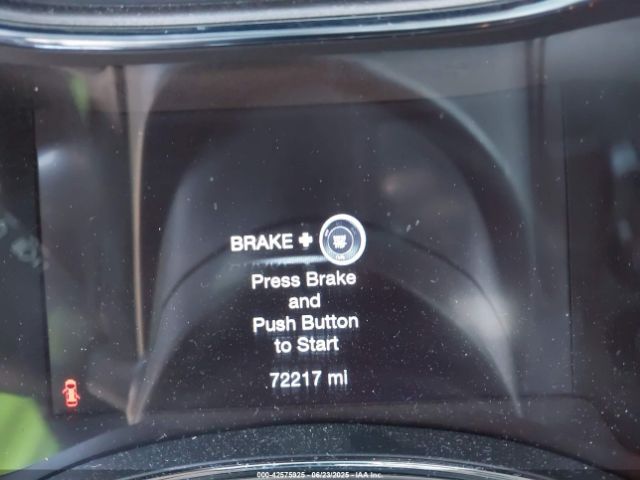 BRAKE +
Press Brake
and
Push Button
to Start
72217 mi
000-42575925 - 06/23/2025 - IAA Inc.